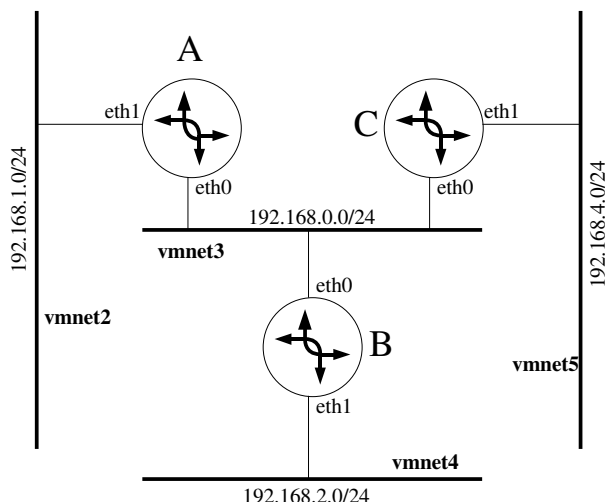 A
eth1
eth0
C
eth1
eth0
192.168.1.0/24
192.168.0.0/24
192.168.4.0/24
vmnet3
vmnet2
eth0
B
eth1
vmnet5
vmnet4
192.168.2.0/24